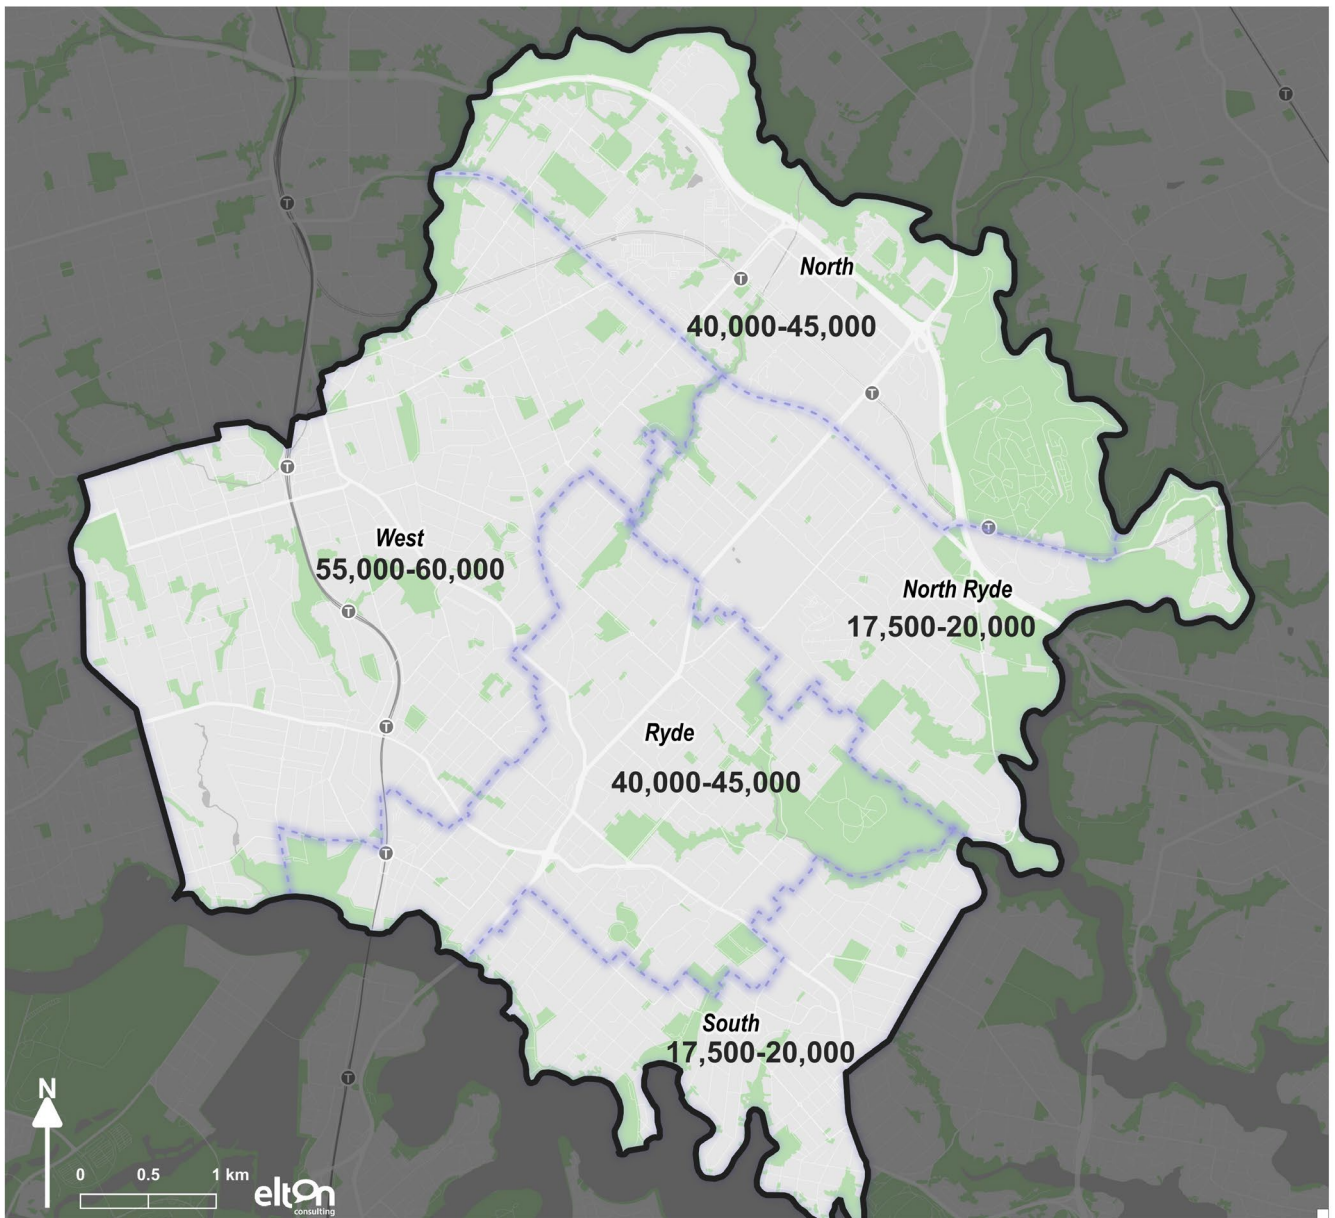 T
T
North
T
40,000-45,000
T
T
West
55,000-60,000
T
North Ryde
17,500-20,000
T
T
Ryde
40,000-45,000
T
South
17,500-20,000
T
N
0 0.5 1 km
elton
consulting